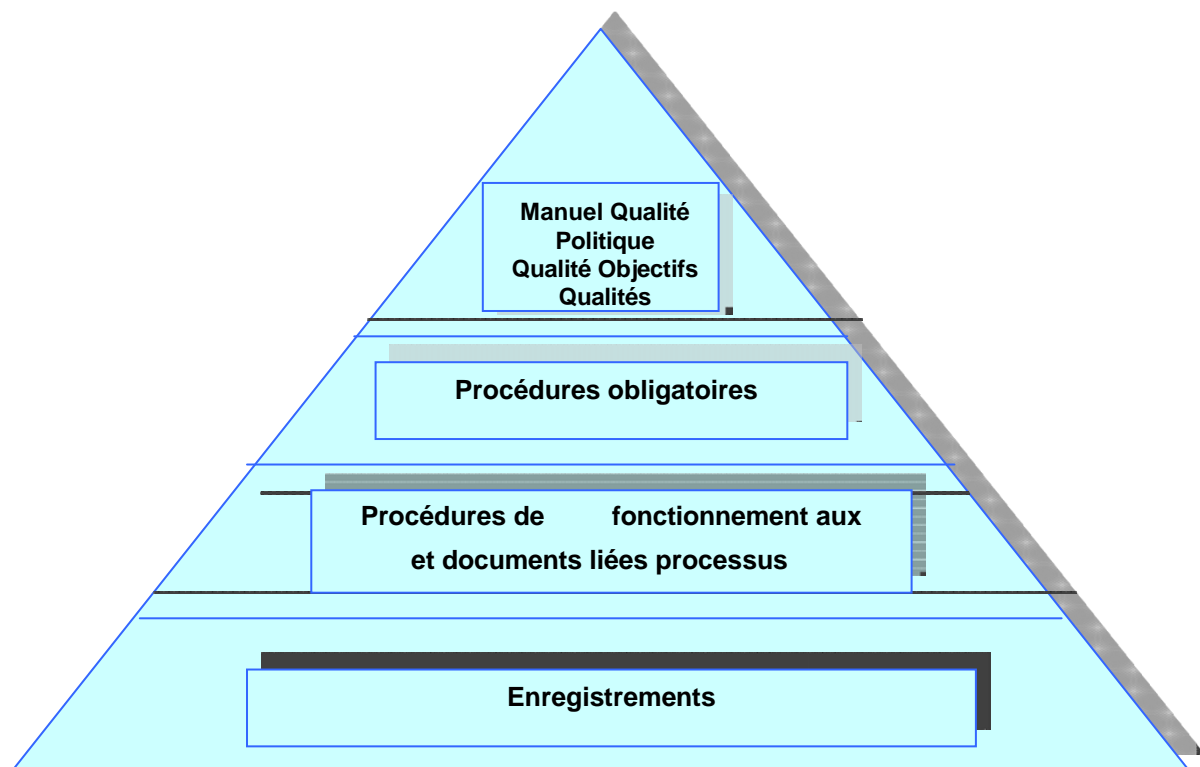 Manuel Qualité
Politique
Qualité Objectifs
Qualités
Procédures obligatoires
Procédures de fonctionnement aux
et documents liées processus
Enregistrements